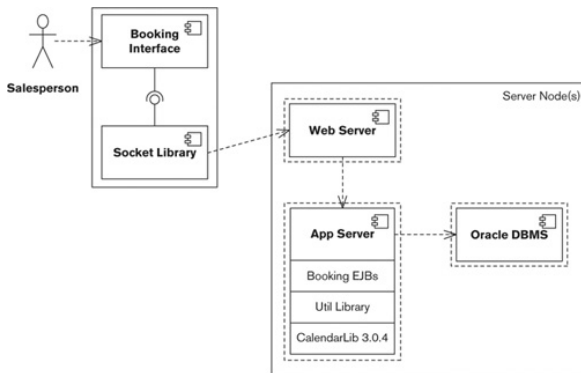 Booking
Interface
Salesperson
Socket Library
Server Node(s)
Web Server
App Server
Oracle DBMS
Booking EJBs
Util Library
CalendarLib 3.0.4